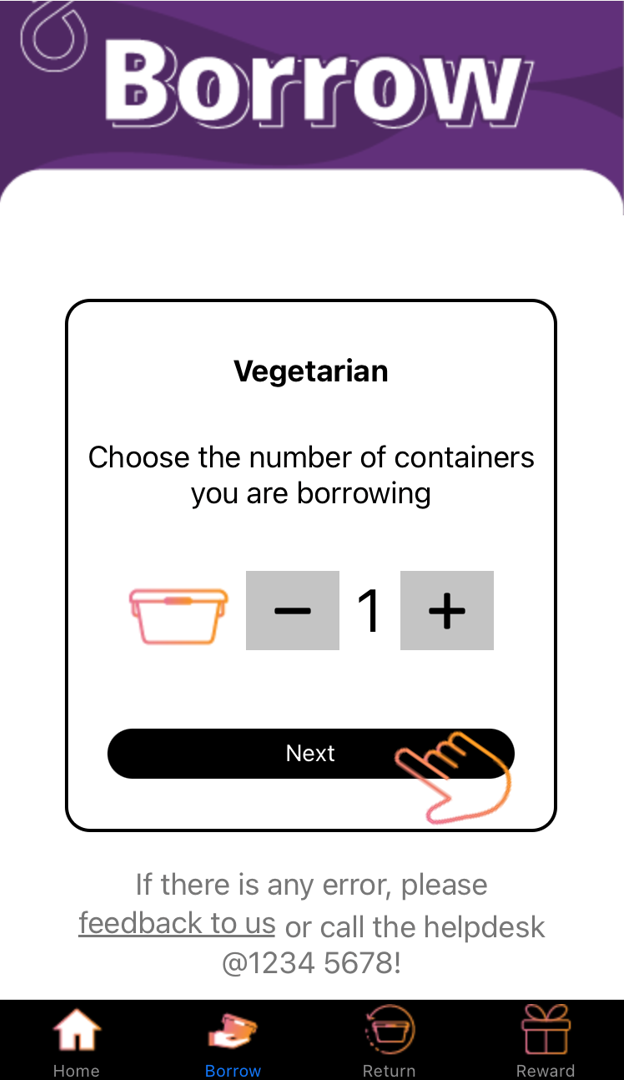 Borrow
Vegetarian
Choose the number of containers
you are borrowing
− 1 +
Next
If there is any error, please
feedback to us or call the helpdesk
@1234 5678!
Home Borrow Return Reward